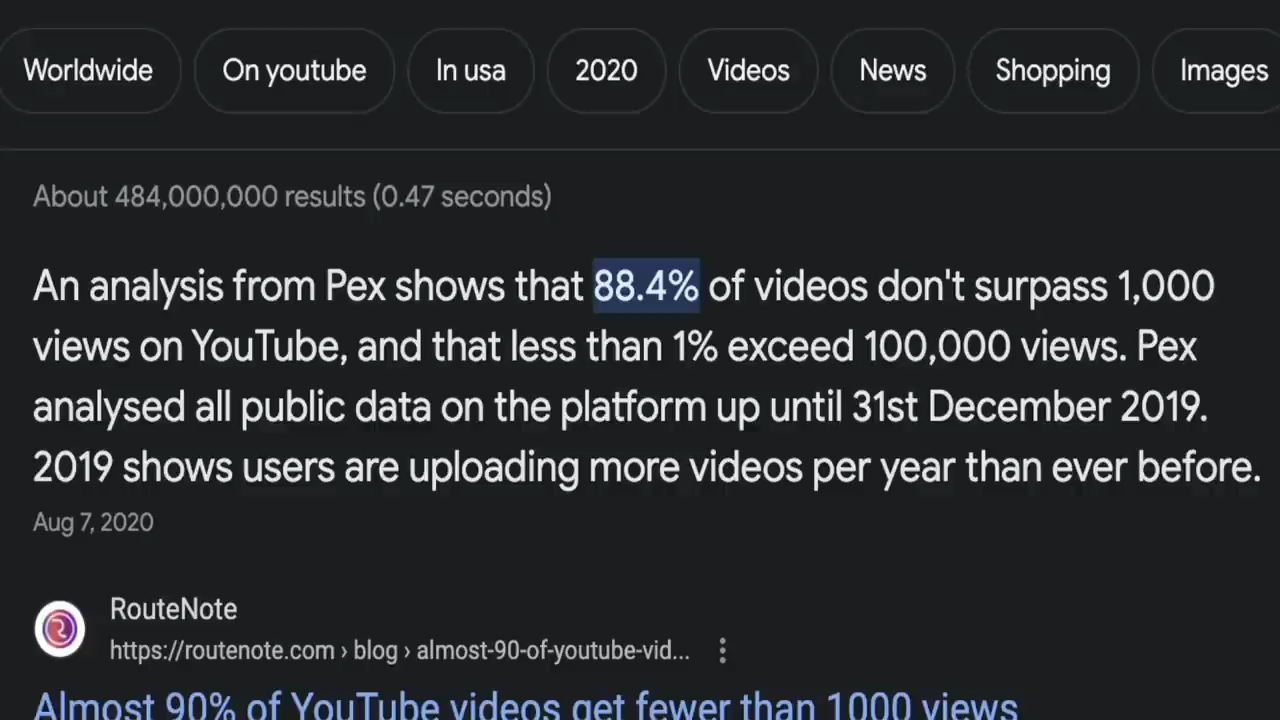 Worldwide On youtube In usa 2020 Videos News Shopping Images
About 484,000,000 results (0.47 seconds)
An analysis from Pex shows that 88.4% of videos don't surpass 1,000
views on YouTube, and that less than 1% exceed 100,000 views. Pex
analysed all public data on the platform up until 31st December 2019.
2019 shows users are uploading more videos per year than ever before.
Aug 7, 2020
RouteNote
https://routenote.com › blog › almost-90-of-youtube-vid...
Almost 90% of YouTube videos get fewer than 1000 views